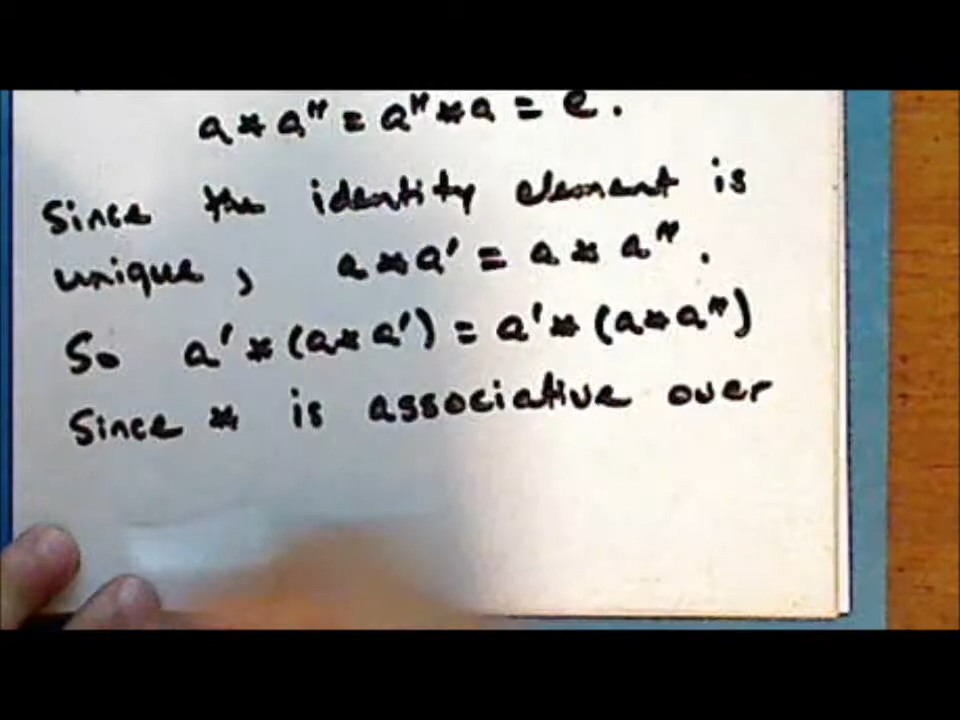 a * a" = a" * a = e.
Since the identity element is
unique, a * a' = a * a".
So a' * (a * a') = a' * (a * a")
Since * is associative over